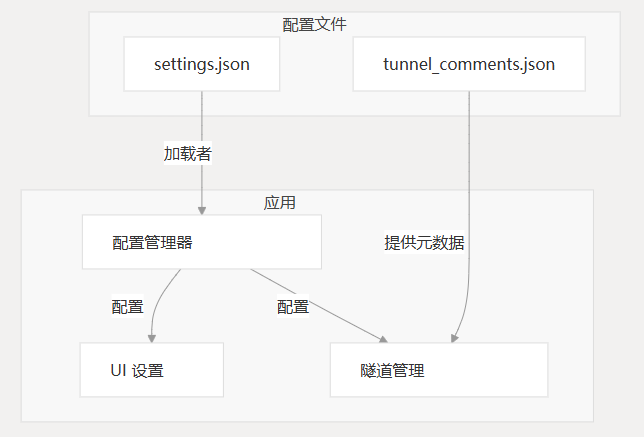 配置文件
settings.json
tunnel_comments.json
加载者
应用
配置管理器
提供元数据
配置
配置
UI 设置
隧道管理